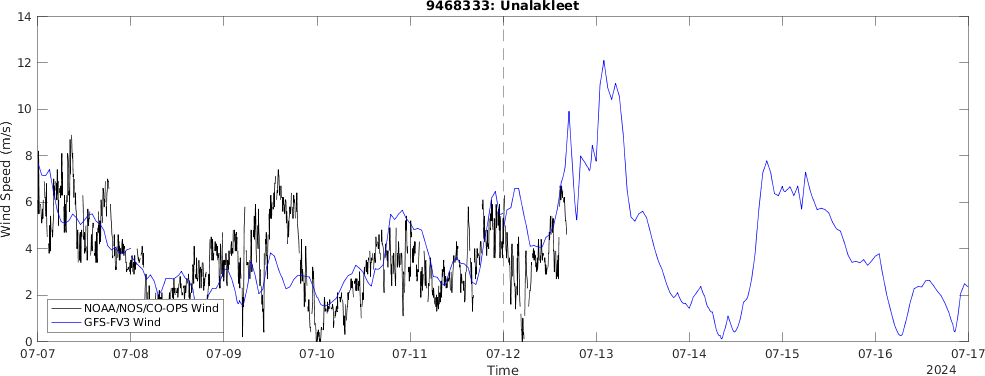 9468333: Unalakleet
14
12
10
8
6
4
2
0
Wind Speed (m/s)
NOAA/NOS/CO-OPS Wind
GFS-FV3 Wind
07-07 07-08 07-09 07-10 07-11 07-12 07-13 07-14 07-15 07-16 07-17
Time
2024